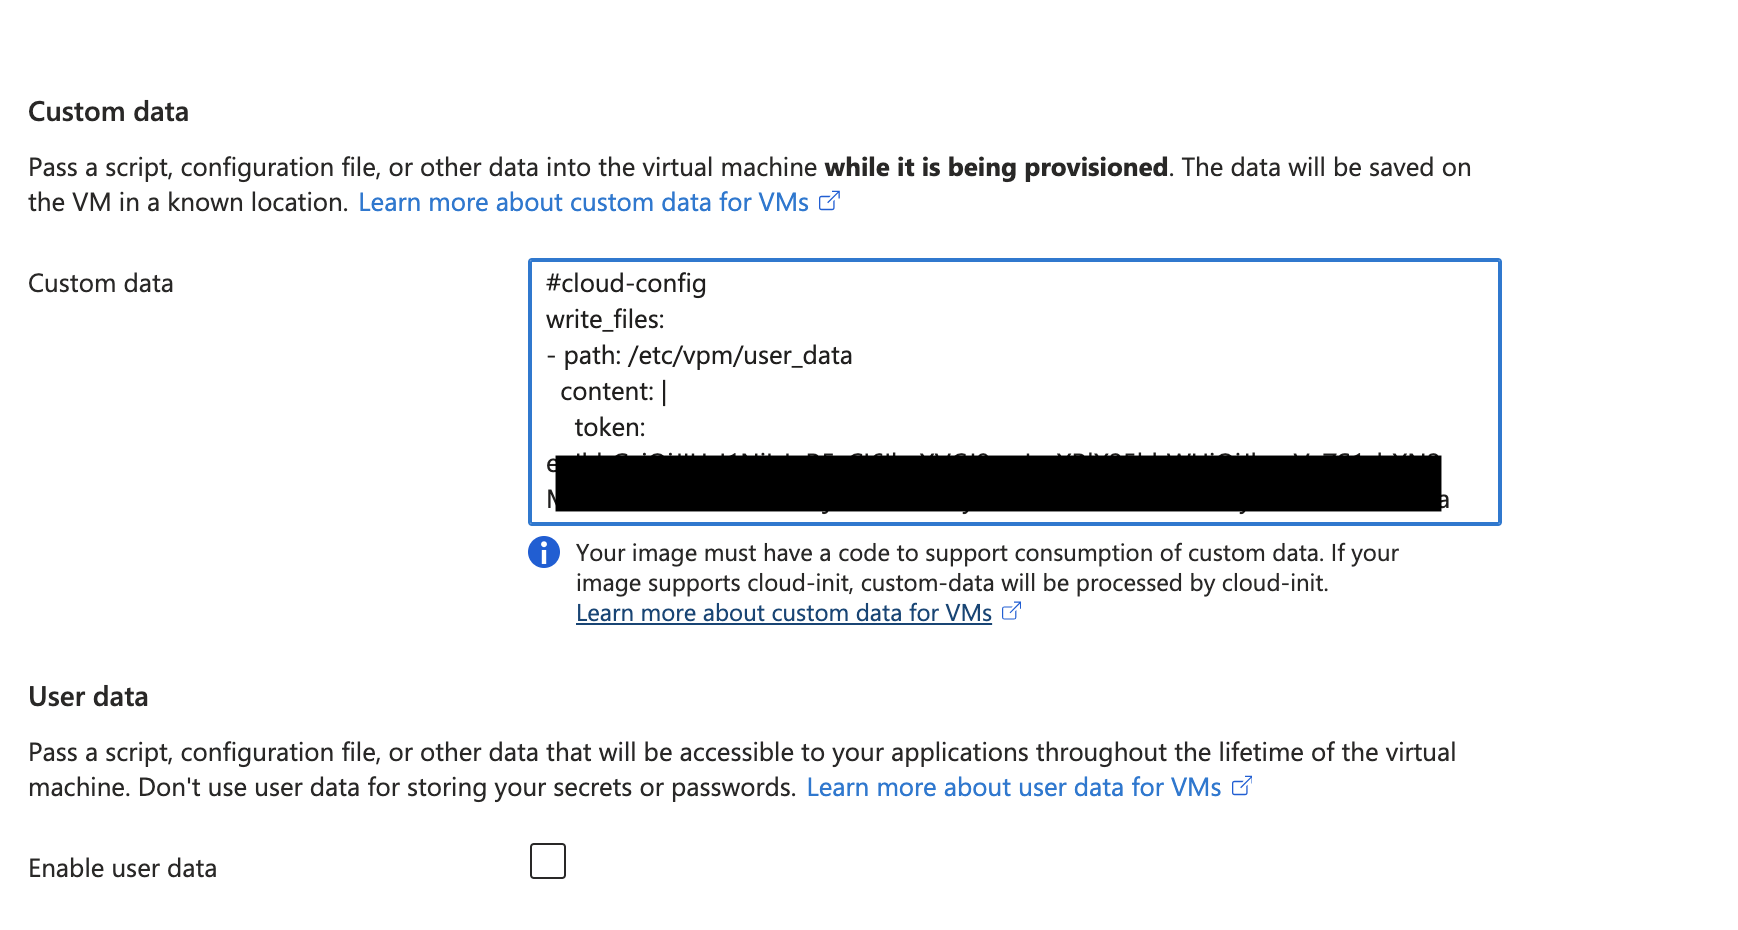 Custom data
Pass a script, configuration file, or other data into the virtual machine while it is being provisioned. The data will be saved on
the VM in a known location. Learn more about custom data for VMs
Custom data
#cloud-config
write_files:
- path: /etc/vpm/user_data
content: |
token:
Your image must have a code to support consumption of custom data. If your
image supports cloud-init, custom-data will be processed by cloud-init.
Learn more about custom data for VMs
User data
Pass a script, configuration file, or other data that will be accessible to your applications throughout the lifetime of the virtual
machine. Don't use user data for storing your secrets or passwords. Learn more about user data for VMs
Enable user data